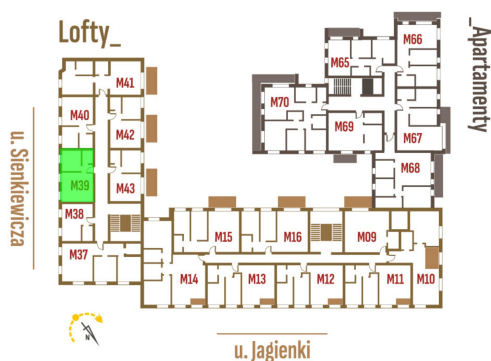 Lofty_
_Apartamenty
M66
M65
M41
M70
M40
M42
M69
M67
M39
M43
M68
M38
M15
M16
M09
M37
M14
M13
M12
M11
M10
u. Sienkiewicza
N
u. Jagienki